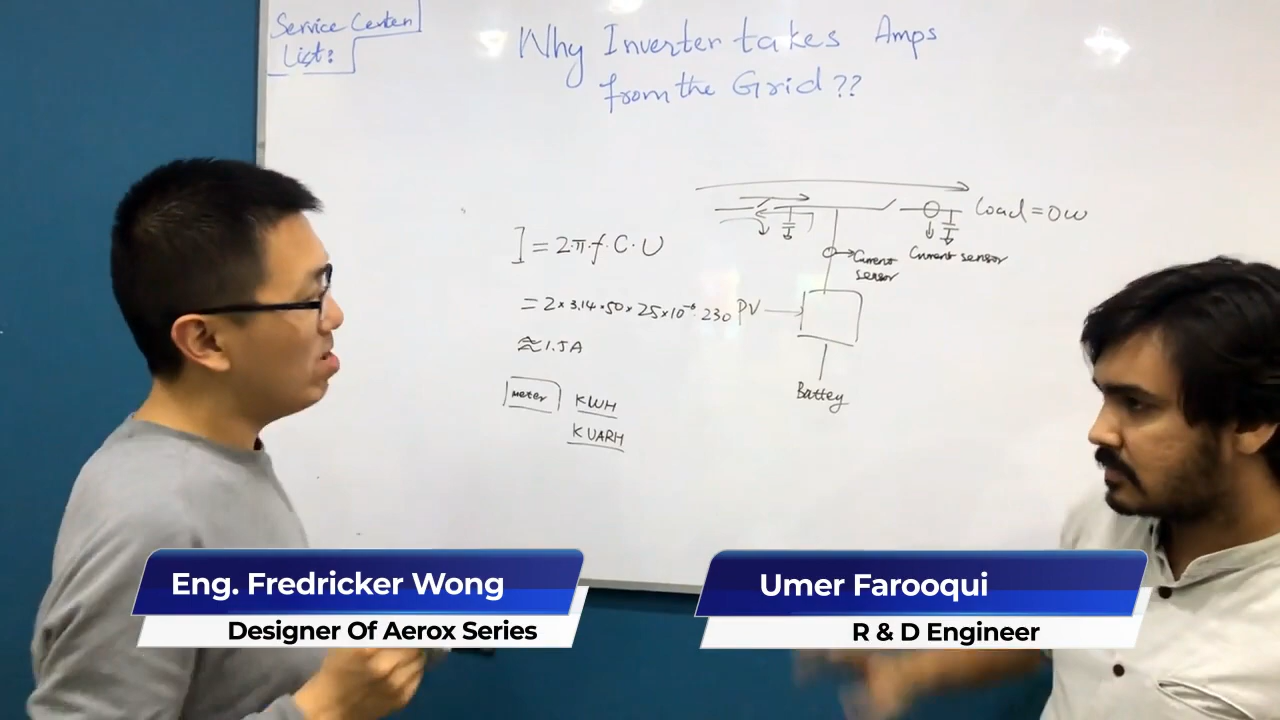 Service Center
List:
Why Inverter takes Amps
from the Grid ??
Load = 0w
Current sensor
Current
sensor
I = 2·π·f·C·U
= 2×3.14×50×25×10⁻⁶·230
≈1.5A
PV
Battey
meter
KWH
KVARH
Eng. Fredricker Wong
Designer Of Aerox Series
Umer Farooqui
R & D Engineer